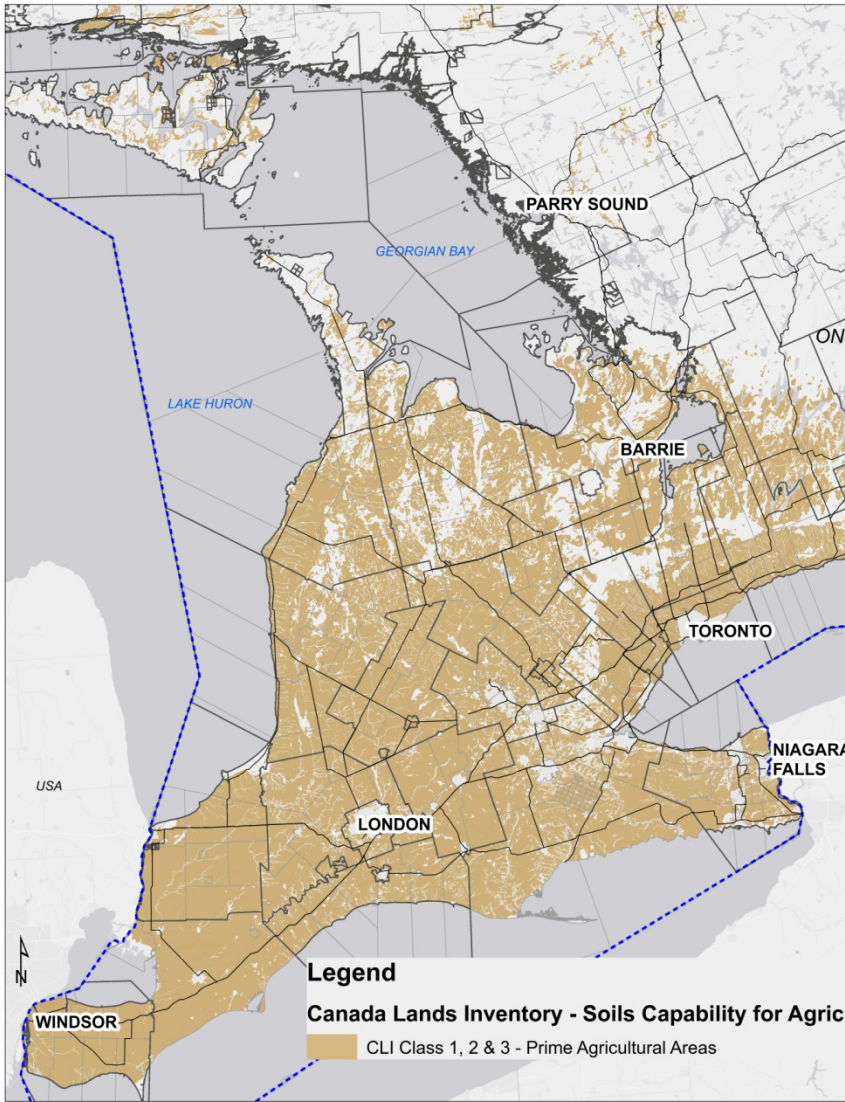 PARRY SOUND
GEORGIAN BAY
ON
LAKE HURON
BARRIE
TORONTO
NIAGARA
FALLS
USA
LONDON
N
WINDSOR
Legend
Canada Lands Inventory - Soils Capability for Agric
CLI Class 1, 2 & 3 - Prime Agricultural Areas